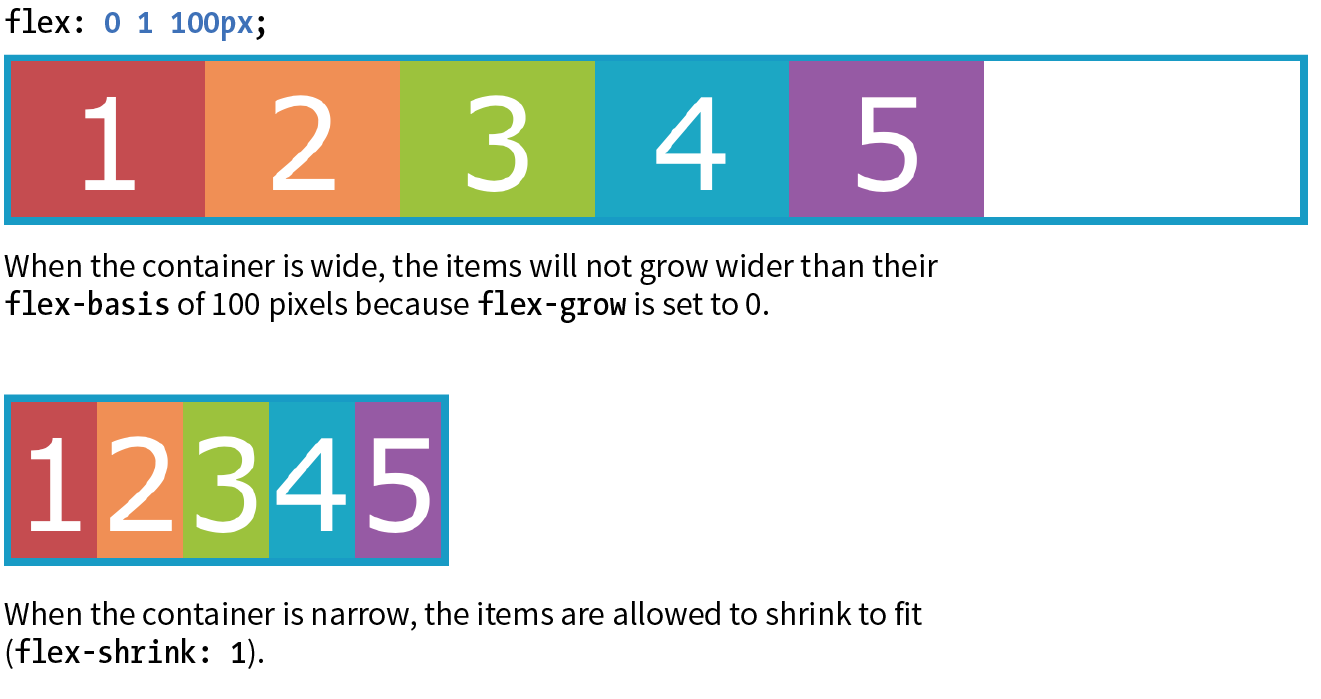 flex: 0 1 100px;
1 2 3 4 5
When the container is wide, the items will not grow wider than their
flex-basis of 100 pixels because flex-grow is set to 0.
1 2 3 4 5
When the container is narrow, the items are allowed to shrink to fit
(flex-shrink: 1).